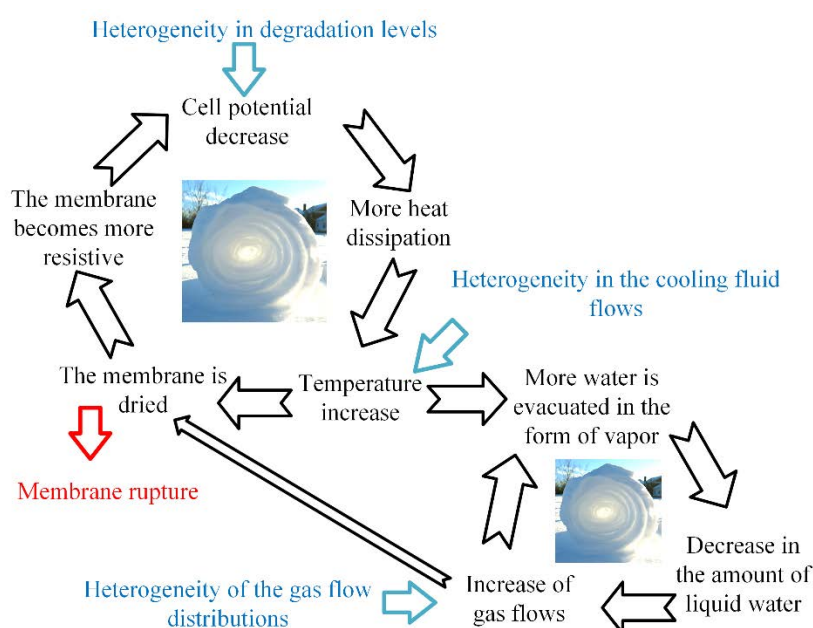 Heterogeneity in degradation levels
Cell potential
decrease
The membrane
becomes more
resistive
More heat
dissipation
Heterogeneity in the cooling fluid
flows
The membrane is
dried
Temperature
increase
More water is
evacuated in the
form of vapor
Membrane rupture
Heterogeneity of the gas flow
distributions
Increase of
gas flows
Decrease in
the amount of
liquid water